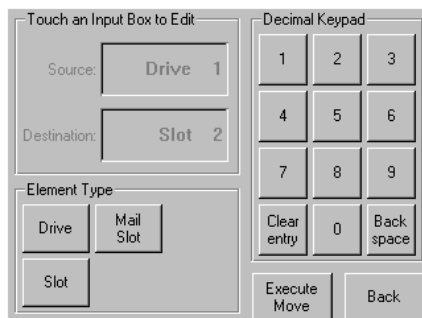 Touch an Input Box to Edit
Source: Drive 1
Destination: Slot 2
Element Type
Drive
Mail
Slot
Slot
Decimal Keypad
1 2 3
4 5 6
7 8 9
Clear
entry
0
Back
space
Execute
Move
Back